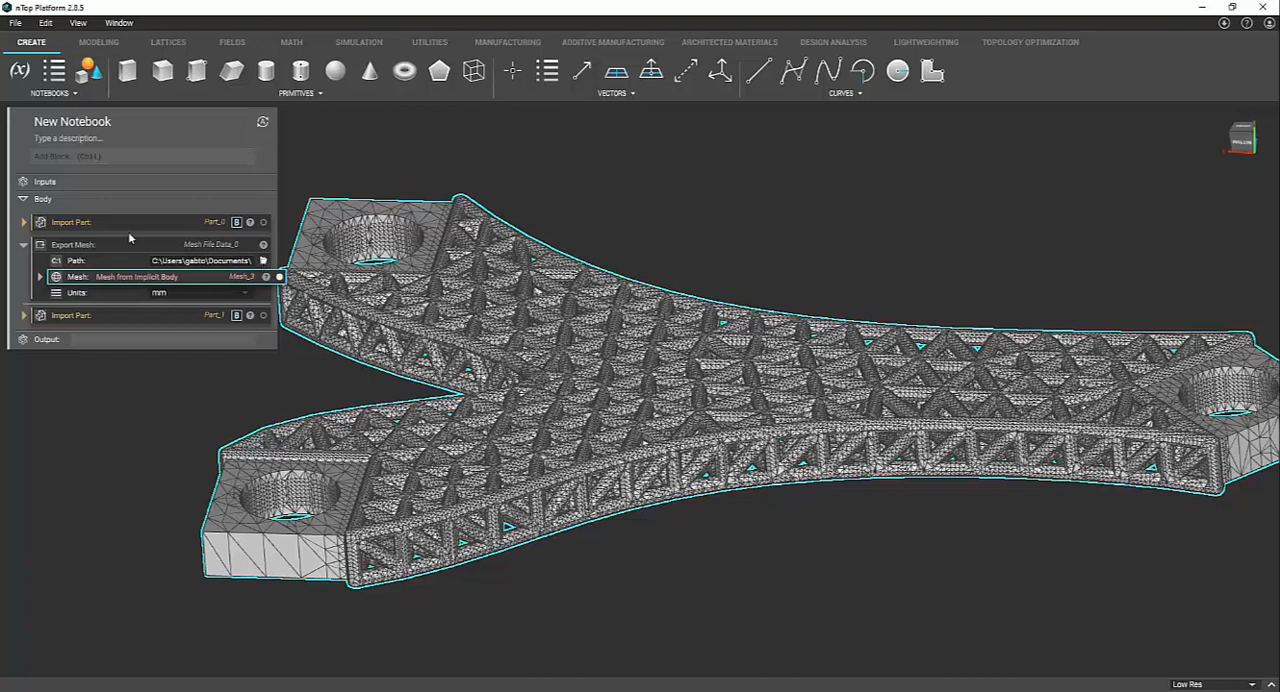 nTop Platform 2.8.5
File Edit View Window
CREATE MODELING LATTICES FIELDS MATH SIMULATION UTILITIES MANUFACTURING ADDITIVE MANUFACTURING ARCHITECTED MATERIALS DESIGN ANALYSIS LIGHTWEIGHTING TOPOLOGY OPTIMIZATION
(x)
NOTEBOOKS PRIMITIVES VECTORS CURVES
New Notebook
Type a description...
Add Block... (Ctrl-L)
Inputs
Body
Import Part: Part_0 B ?
Export Mesh: Mesh File Data_0 ?
C:\ Path: C:\Users\gabto\Documents\
Mesh: Mesh from Implicit Body Mesh_3 ?
Units: mm
Import Part: Part_1 B ?
Output:
Low Res